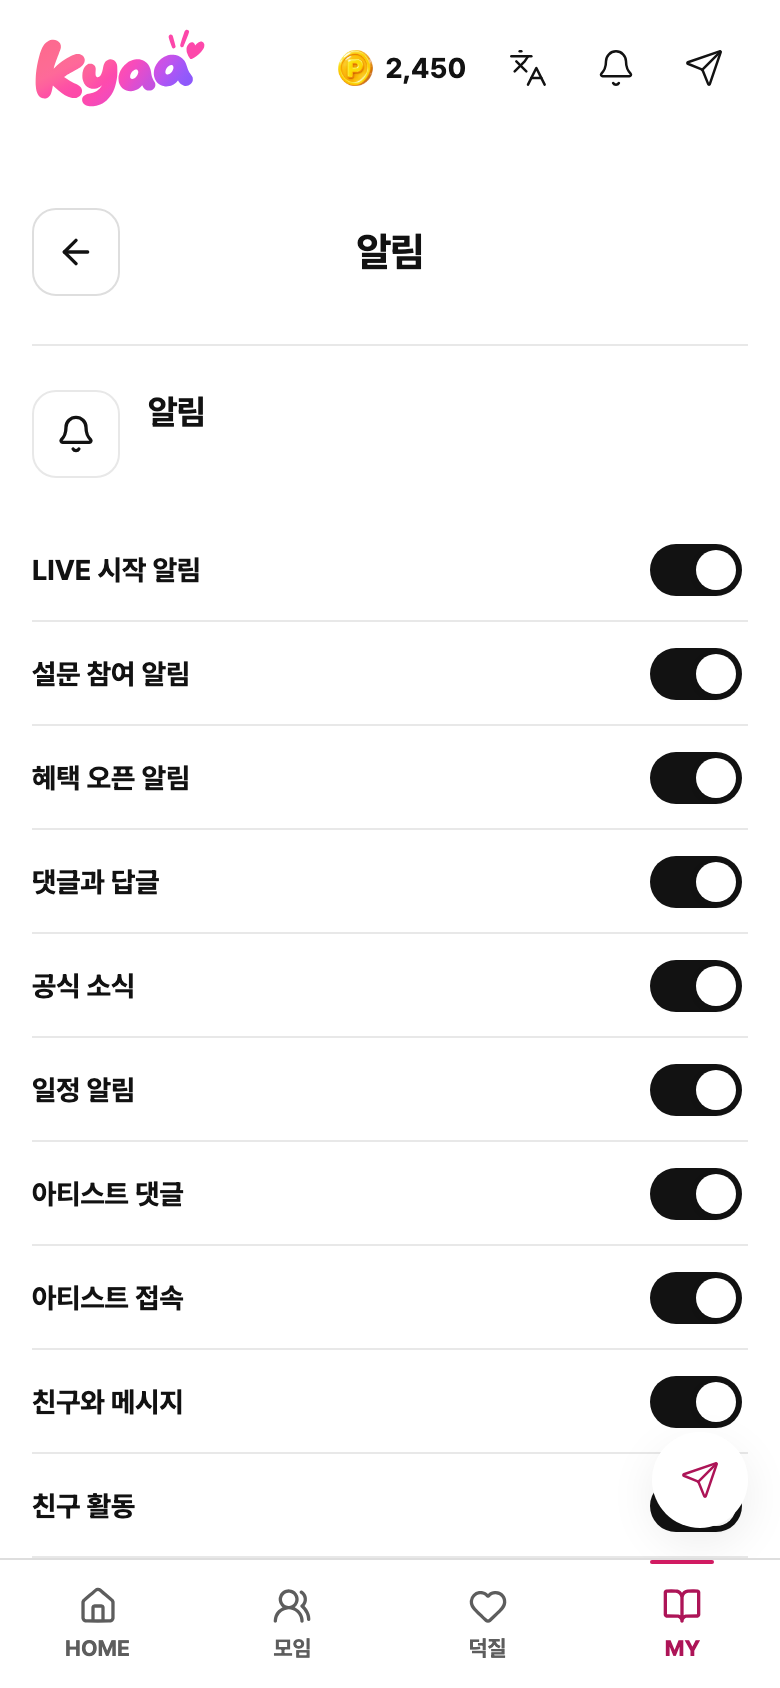 kyaa
P 2,450
알림
알림
LIVE 시작 알림
설문 참여 알림
혜택 오픈 알림
댓글과 답글
공식 소식
일정 알림
아티스트 댓글
아티스트 접속
친구와 메시지
친구 활동
HOME
모임
덕질
MY